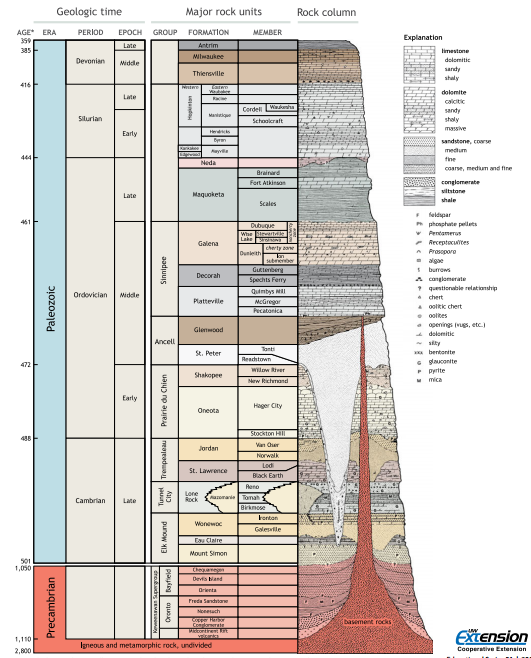 Geologic time
Major rock units
Rock column
AGE* ERA PERIOD EPOCH GROUP FORMATION MEMBER
359
385
416
444
461
472
488
501
1,050
1,110
2,800
Paleozoic
Precambrian
Devonian
Silurian
Ordovician
Cambrian
Late
Middle
Late
Early
Late
Middle
Early
Late
Sinnipee
Ancell
Prairie du Chien
Trempealeau
Tunnel City
Elk Mound
Keweenawan Supergroup
Bayfield
Oronto
Antrim
Milwaukee
Thiensville
Western
Hopkinton
Eastern
Waukesha
Racine
Manistique
Cordell
Waukesha
Schoolcraft
Hendricks
Byron
Kankakee
Edgewood
Mayville
Neda
Maquoketa
Brainard
Fort Atkinson
Scales
Galena
Dubuque
Wise Lake
Stewartville
Sinsinawa
Dunleith
cherty zone
Ion submember
Decorah
Guttenberg
Spechts Ferry
Platteville
Quimbys Mill
McGregor
Pecatonica
Glenwood
St. Peter
Tonti
Readstown
Shakopee
Willow River
New Richmond
Oneota
Hager City
Stockton Hill
Jordan
Van Oser
Norwalk
St. Lawrence
Lodi
Black Earth
Lone Rock
Mazomanie
Reno
Tomah
Birkmose
Wonewoc
Ironton
Galesville
Eau Claire
Mount Simon
Chequamegon
Devils Island
Orienta
Freda Sandstone
Nonesuch
Copper Harbor Conglomerate
Midcontinent Rift volcanics
Igneous and metamorphic rock, undivided
basement rocks
Explanation
limestone
dolomitic
sandy
shaly
dolomite
calcitic
sandy
shaly
massive
sandstone, coarse
medium
fine
coarse, medium and fine
conglomerate
siltstone
shale
F feldspar
Ph phosphate pellets
Pentamerus
Receptaculites
Prasopora
algae
burrows
conglomerate
? questionable relationship
chert
oolitic chert
oolites
openings (vugs, etc.)
dolomitic
silty
bentonite
G glauconite
P pyrite
M mica
UW
Extension
Cooperative Extension